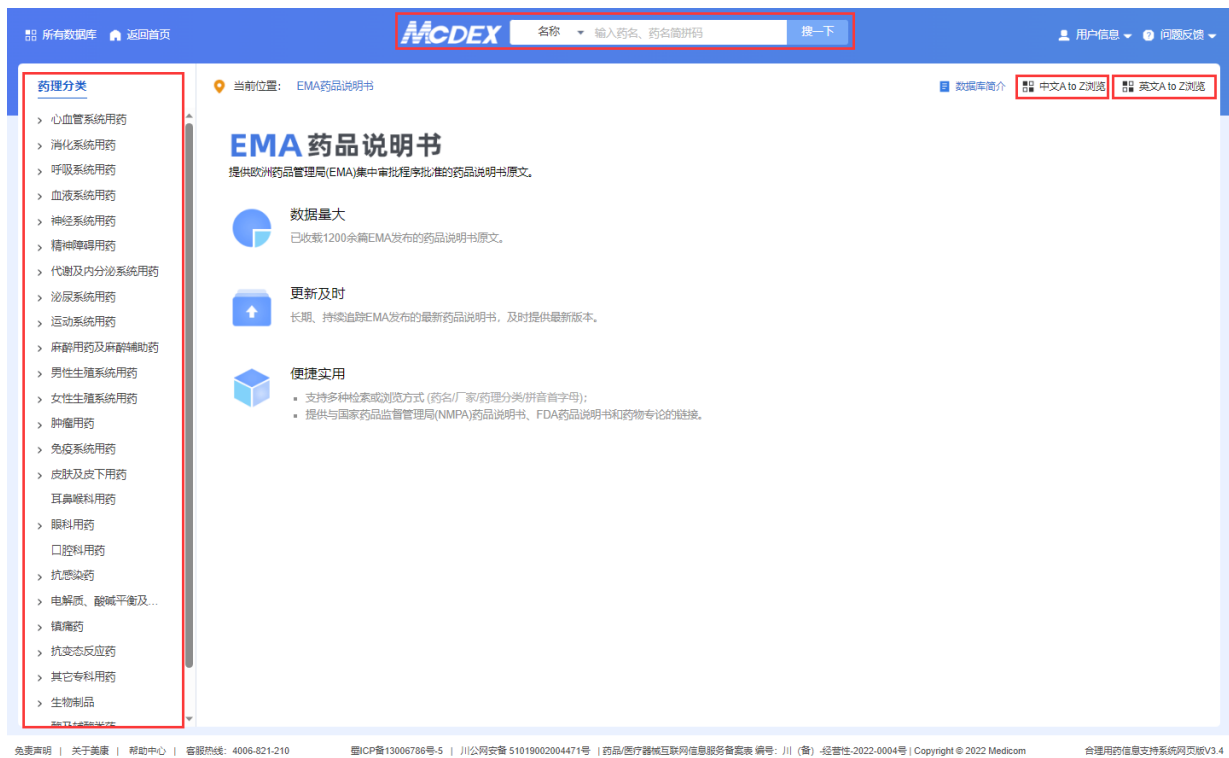 所有数据库 返回首页 MCDEX 名称 输入药名、药名简拼码 搜一下 用户信息 问题反馈
药理分类
心血管系统用药
消化系统用药
呼吸系统用药
血液系统用药
神经系统用药
精神障碍用药
代谢及内分泌系统用药
泌尿系统用药
运动系统用药
麻醉用药及麻醉辅助药
男性生殖系统用药
女性生殖系统用药
肿瘤用药
免疫系统用药
皮肤及皮下用药
耳鼻喉科用药
眼科用药
口腔科用药
抗感染药
电解质、酸碱平衡及...
镇痛药
抗变态反应药
其它专科用药
生物制品
当前位置: EMA药品说明书 数据库简介 中文A to Z浏览 英文A to Z浏览
EMA 药品说明书
提供欧洲药品管理局(EMA)集中审批程序批准的药品说明书原文。
数据量大
已收载1200余篇EMA发布的药品说明书原文。
更新及时
长期、持续追踪EMA发布的最新药品说明书，及时提供最新版本。
便捷实用
支持多种检索或浏览方式 (药名/厂家/药理分类/拼音首字母);
提供与国家药品监督管理局(NMPA)药品说明书、FDA药品说明书和药物专论的链接。
免责声明 | 关于美康 | 帮助中心 | 客服热线: 4006-821-210 蜀ICP备13006786号-5 | 川公网安备 51019002004471号 | 药品/医疗器械互联网信息服务备案表 编号: 川（备）-经营性-2022-0004号 | Copyright © 2022 Medicom 合理用药信息支持系统网页版V3.4